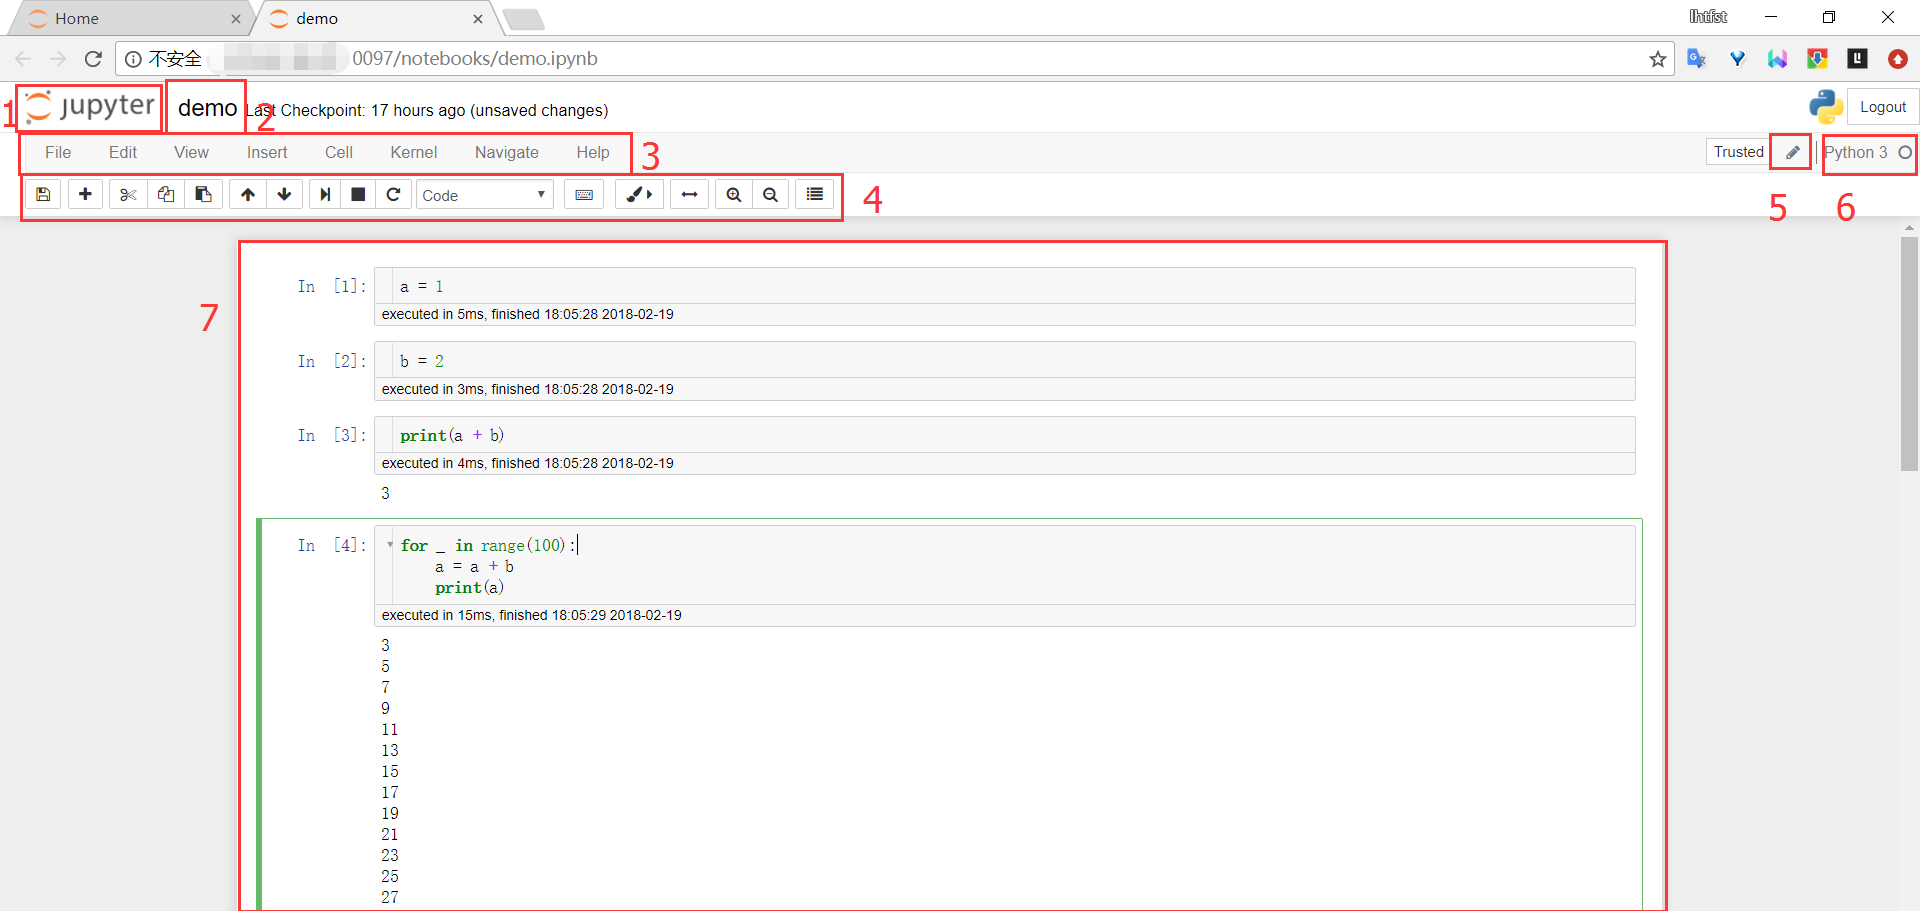 Home
demo
lhtfst
不安全
0097/notebooks/demo.ipynb
1
jupyter
demo
2
Last Checkpoint: 17 hours ago (unsaved changes)
Logout
File Edit View Insert Cell Kernel Navigate Help
3
Trusted
Python 3
Code
4
5
6
7
In [1]: a = 1
executed in 5ms, finished 18:05:28 2018-02-19
In [2]: b = 2
executed in 3ms, finished 18:05:28 2018-02-19
In [3]: print(a + b)
executed in 4ms, finished 18:05:28 2018-02-19
3
In [4]: for _ in range(100):
a = a + b
print(a)
executed in 15ms, finished 18:05:29 2018-02-19
3
5
7
9
11
13
15
17
19
21
23
25
27